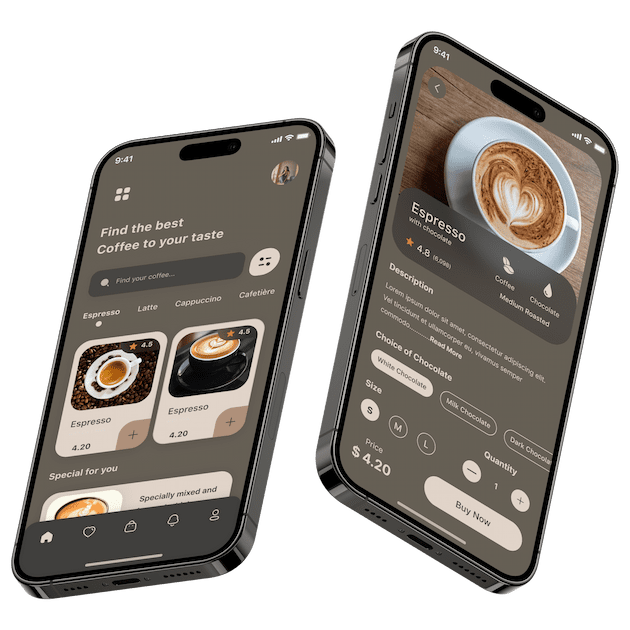 9:41
Find the best
Coffee to your taste
Find your coffee...
Espresso
Latte
Cappuccino
Cafetière
4.5
4.5
Espresso
4.20
Espresso
4.20
Special for you
Specially mixed and
9:41
Espresso
with chocolate
4.8 (6,098)
Coffee
Chocolate
Medium Roasted
Description
Lorem ipsum dolor sit amet, consectetur adipiscing elit.
Vel tincidunt et ullamcorper eu, vivamus semper
commodo............Read More
Choice of Chocolate
White Chocolate
Milk Chocolate
Dark Chocola
Size
S
M
L
Quantity
1
Price
$ 4.20
Buy Now